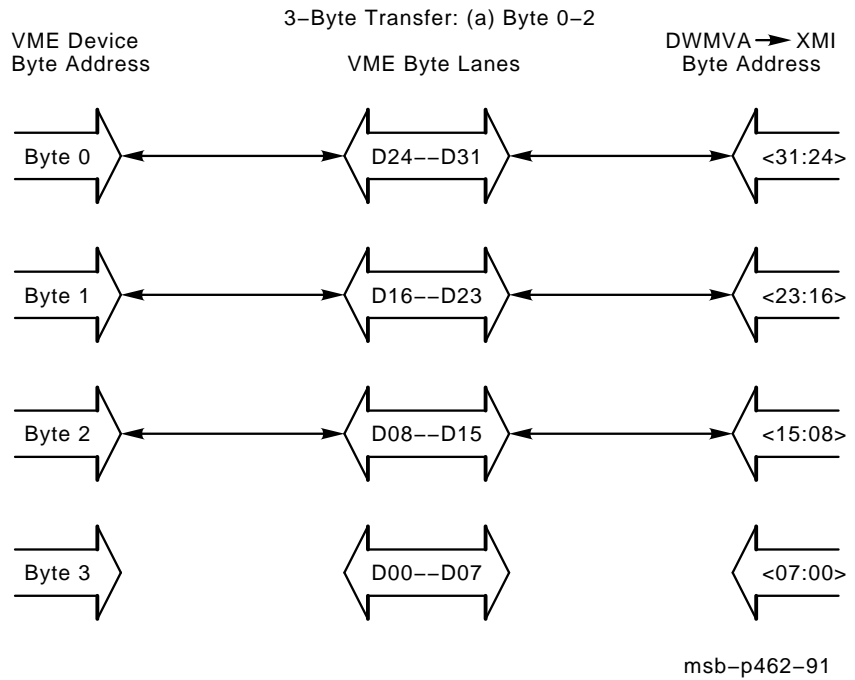 3−Byte Transfer: (a) Byte 0−2
VME Device
Byte Address
VME Byte Lanes
DWMVA → XMI
Byte Address
Byte 0
D24−−D31
<31:24>
Byte 1
D16−−D23
<23:16>
Byte 2
D08−−D15
<15:08>
Byte 3
D00−−D07
<07:00>
msb−p462−91